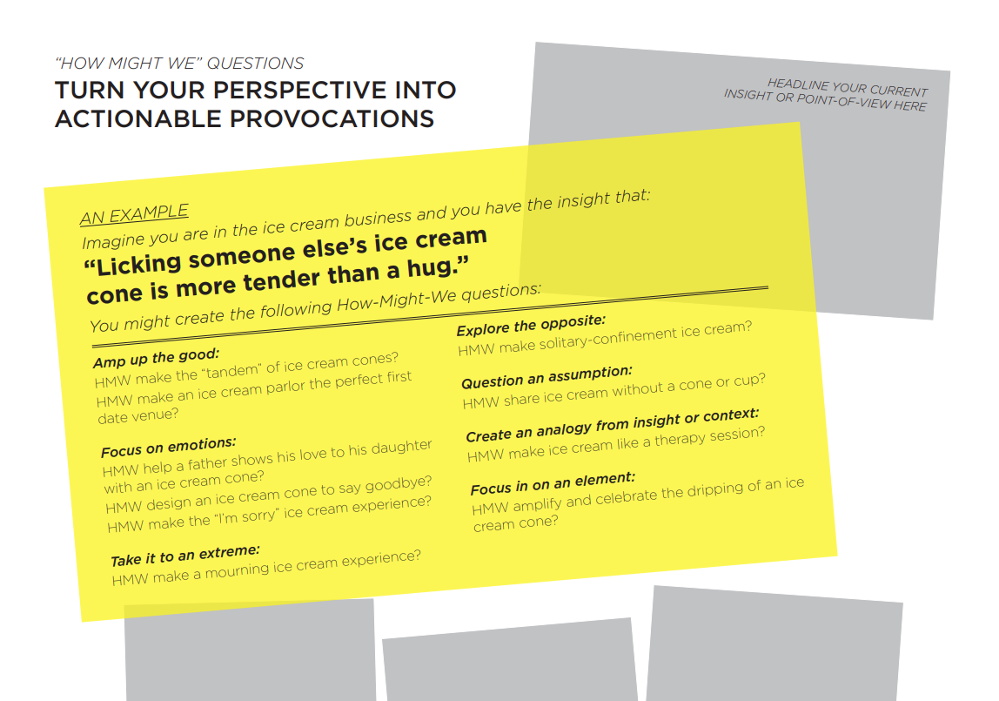 “HOW MIGHT WE” QUESTIONS
TURN YOUR PERSPECTIVE INTO
ACTIONABLE PROVOCATIONS
HEADLINE YOUR CURRENT
INSIGHT OR POINT-OF-VIEW HERE
AN EXAMPLE
Imagine you are in the ice cream business and you have the insight that:
“Licking someone else’s ice cream
cone is more tender than a hug.”
You might create the following How-Might-We questions:
Amp up the good:
HMW make the “tandem” of ice cream cones?
HMW make an ice cream parlor the perfect first
date venue?
Focus on emotions:
HMW help a father shows his love to his daughter
with an ice cream cone?
HMW design an ice cream cone to say goodbye?
HMW make the “I’m sorry” ice cream experience?
Take it to an extreme:
HMW make a mourning ice cream experience?
Explore the opposite:
HMW make solitary-confinement ice cream?
Question an assumption:
HMW share ice cream without a cone or cup?
Create an analogy from insight or context:
HMW make ice cream like a therapy session?
Focus in on an element:
HMW amplify and celebrate the dripping of an ice
cream cone?